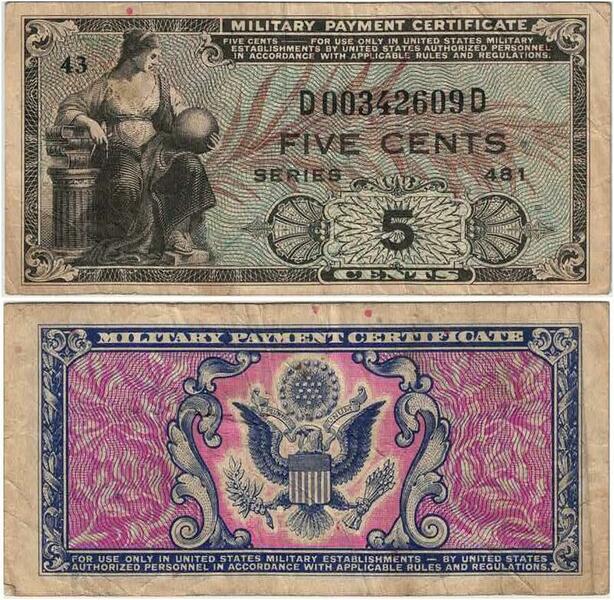 MILITARY PAYMENT CERTIFICATE
FIVE CENTS — FOR USE ONLY IN UNITED STATES MILITARY
ESTABLISHMENTS BY UNITED STATES AUTHORIZED PERSONNEL
IN ACCORDANCE WITH APPLICABLE RULES AND REGULATIONS.
43
D00342609D
FIVE CENTS
SERIES 481
5
CENTS
MILITARY PAYMENT CERTIFICATE
FOR USE ONLY IN UNITED STATES MILITARY ESTABLISHMENTS — BY UNITED STATES
AUTHORIZED PERSONNEL IN ACCORDANCE WITH APPLICABLE RULES AND REGULATIONS.